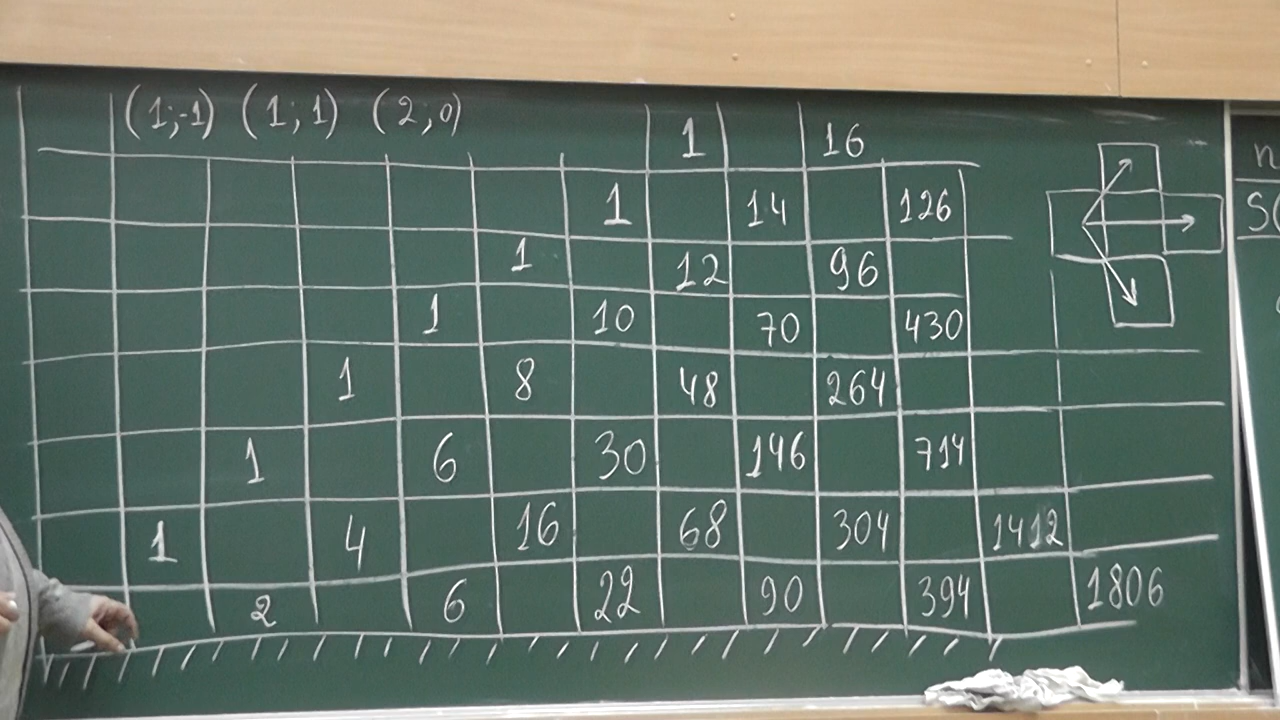 (1;-1) (1;1) (2;0) 1 16
1 14 126
1 12 96
1 10 70 430
1 8 48 264
1 6 30 146 714
1 4 16 68 304 1412
2 6 22 90 394 1806
n
S(